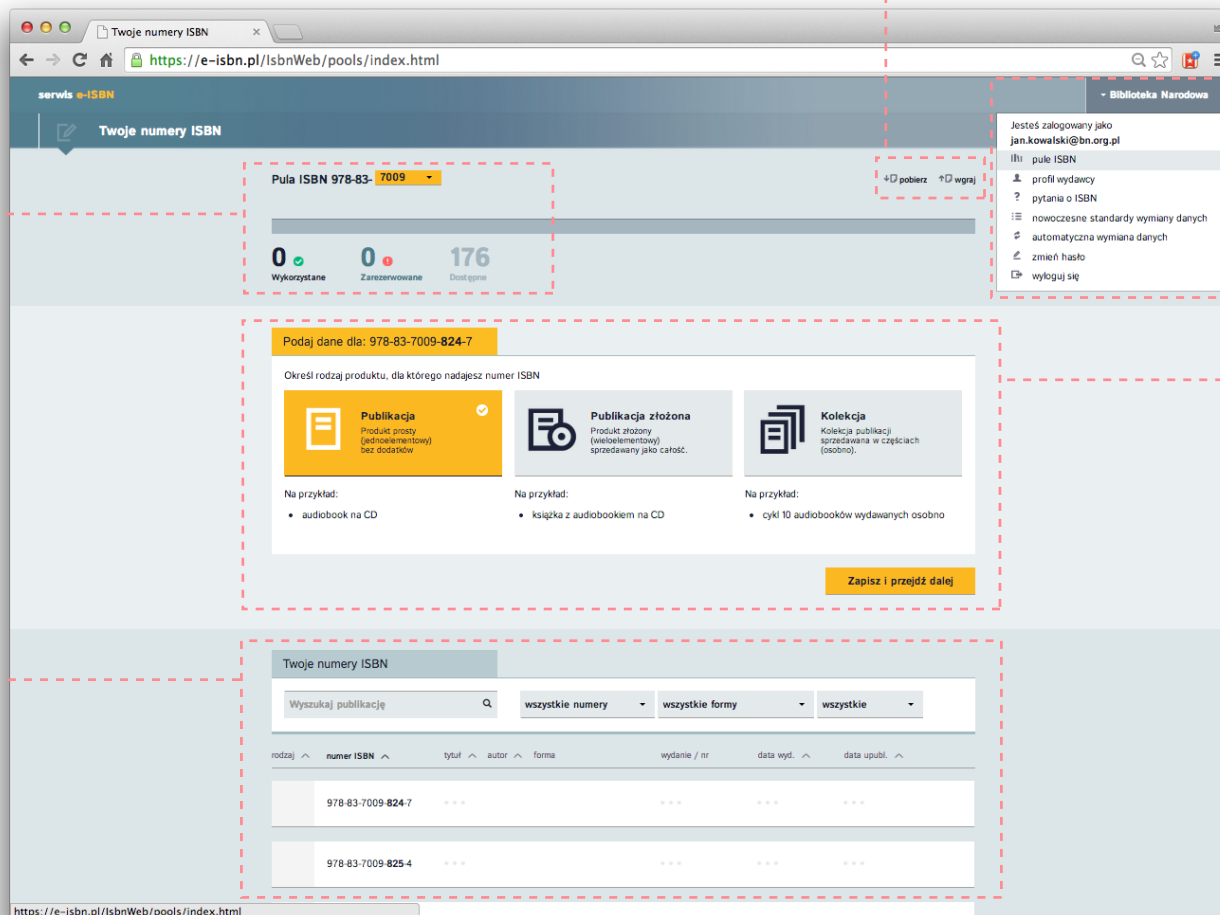 Twoje numery ISBN
https://e-isbn.pl/IsbnWeb/pools/index.html
serwis e-ISBN
Biblioteka Narodowa
Twoje numery ISBN
Jesteś zalogowany jako
jan.kowalski@bn.org.pl
pule ISBN
profil wydawcy
pytania o ISBN
nowoczesne standardy wymiany danych
automatyczna wymiana danych
zmień hasło
wyloguj się
Pula ISBN 978-83- 7009
pobierz wgraj
0 0 176
Wykorzystane Zarezerwowane Dostępne
Podaj dane dla: 978-83-7009-824-7
Określ rodzaj produktu, dla którego nadajesz numer ISBN
Publikacja
Produkt prosty
(jednoelementowy)
bez dodatków
Publikacja złożona
Produkt złożony
(wieloelementowy)
sprzedawany jako całość.
Kolekcja
Kolekcja publikacji
sprzedawana w częściach
(osobno).
Na przykład:
• audiobook na CD
Na przykład:
• książka z audiobookiem na CD
Na przykład:
• cykl 10 audiobooków wydawanych osobno
Zapisz i przejdź dalej
Twoje numery ISBN
Wyszukaj publikację wszystkie numery wszystkie formy wszystkie
rodzaj numer ISBN tytuł autor forma wydanie / nr data wyd. data upubl.
978-83-7009-824-7
978-83-7009-825-4
https://e-isbn.pl/IsbnWeb/pools/index.html